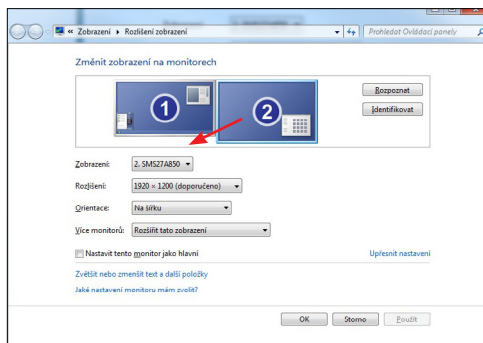 « Zobrazení ▸ Rozlišení zobrazení
Prohledat Ovládací panely
Změnit zobrazení na monitorech
1
2
Rozpoznat
Identifikovat
Zobrazení: 2. SMS27A850
Rozlišení: 1920 × 1200 (doporučeno)
Orientace: Na šířku
Více monitorů: Rozšířit tato zobrazení
Nastavit tento monitor jako hlavní
Upřesnit nastavení
Zvětšit nebo zmenšit text a další položky
Jaké nastavení monitoru mám zvolit?
OK Storno Použít